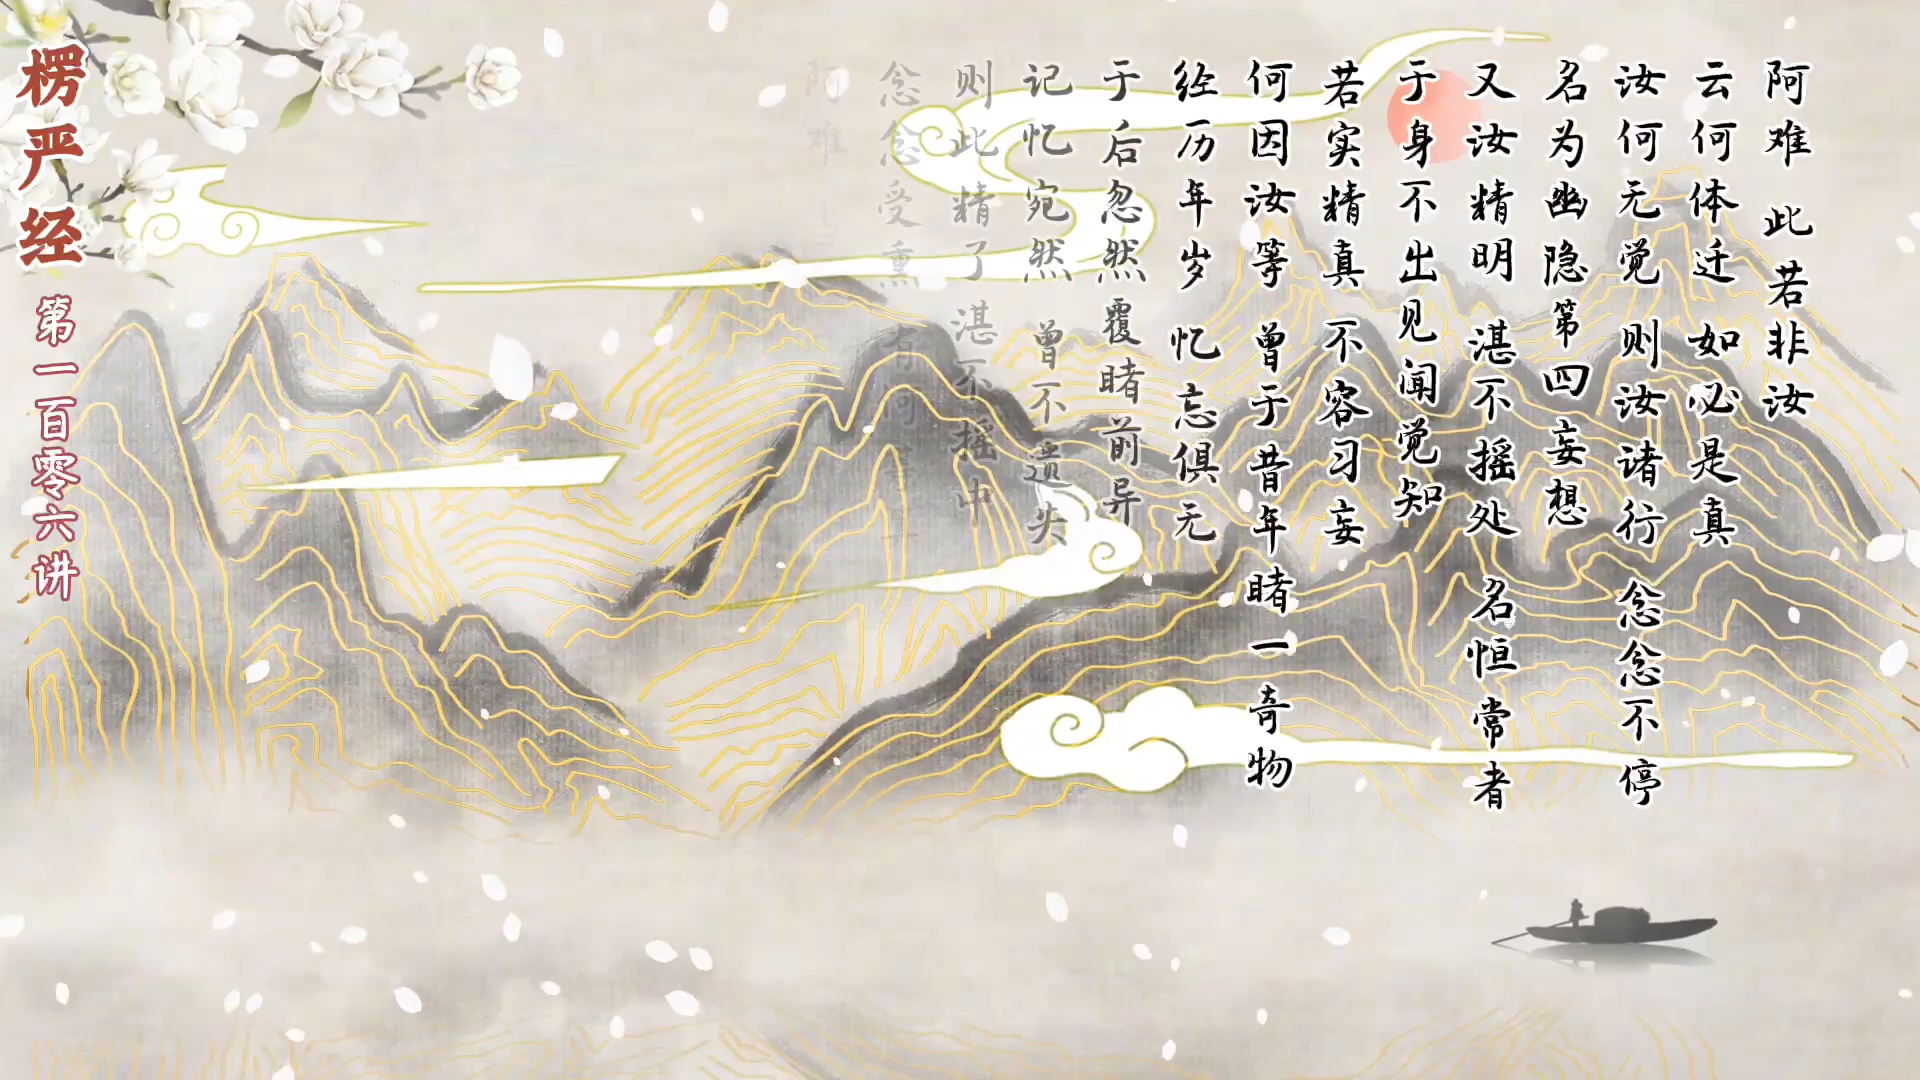 楞严经
第一百零六讲
阿难 此若非汝
云何体迁 如必是真
汝何无觉 则汝诸行 念念不停
名为幽隐第四妄想
又汝精明 湛不摇处 名恒常者
于身不出见闻觉知
若实精真 不容习妄
何因汝等 曾于昔年睹一奇物
经历年岁 忆忘俱无
于后忽然覆睹前异
记忆宛然 曾不遗失
则此精了湛不摇中
念念受熏 有何
阿难